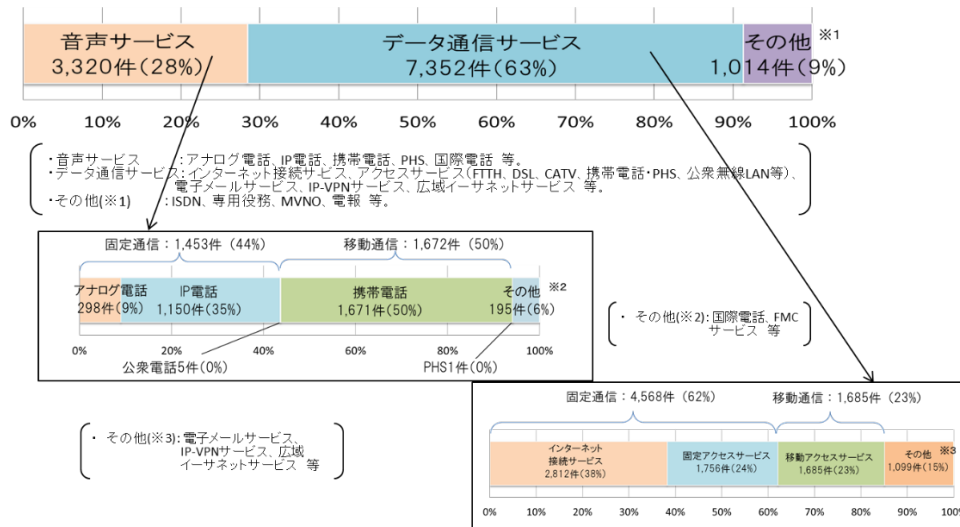 0% 10% 20% 30% 40% 50% 60% 70% 80% 90% 100%
音声サービス
3,320件(28%)
データ通信サービス
7,352件(63%)
その他 ※1
1,014件(9%)
0% 10% 20% 30% 40% 50% 60% 70% 80% 90% 100%
・音声サービス :アナログ電話、IP電話、携帯電話、PHS、国際電話 等。
・データ通信サービス:インターネット接続サービス、アクセスサービス(FTTH、DSL、CATV、携帯電話・PHS、公衆無線LAN等)、
電子メールサービス、IP-VPNサービス、広域イーサネットサービス 等。
・その他(※1) :ISDN、専用役務、MVNO、電報 等。
固定通信:1,453件 (44%)
移動通信:1,672件 (50%)
アナログ電話
298件(9%)
IP電話
1,150件(35%)
携帯電話
1,671件(50%)
その他 ※2
195件(6%)
0% 20% 40% 60% 80% 100%
公衆電話5件(0%)
PHS1件(0%)
・ その他(※2):国際電話、FMC
サービス 等
・ その他(※3):電子メールサービス、
IP-VPNサービス、広域
イーサネットサービス 等
固定通信:4,568件 (62%)
移動通信:1,685件 (23%)
インターネット
接続サービス
2,812件(38%)
固定アクセスサービス
1,756件(24%)
移動アクセスサービス
1,685件(23%)
その他 ※3
1,099件(15%)
0% 10% 20% 30% 40% 50% 60% 70% 80% 90% 100%